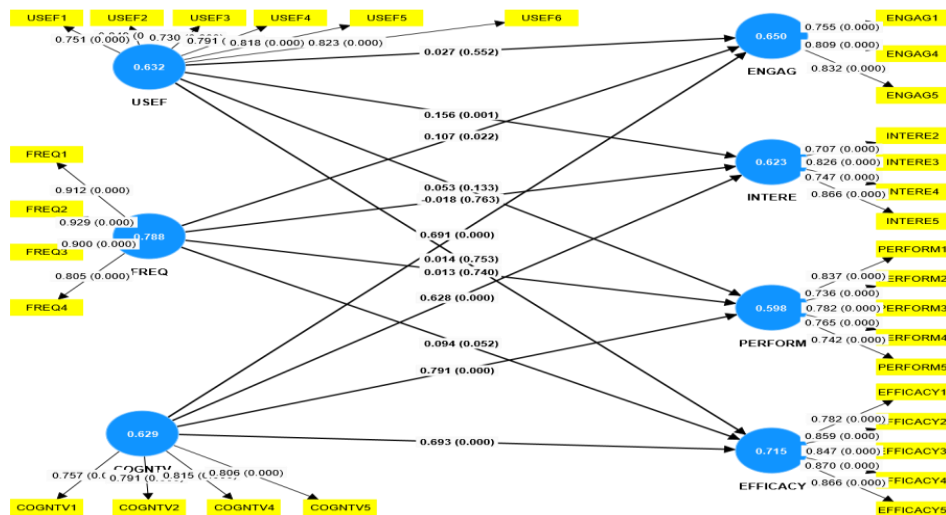 USEF1
USEF2
USEF3
USEF4
USEF5
USEF6
0.751 (0.000)
0.730
0.791
0.818 (0.000)
0.823 (0.000)
0.632
USEF
FREQ1
FREQ2
FREQ3
FREQ4
0.912 (0.000)
0.929 (0.000)
0.900 (0.000)
0.805 (0.000)
0.788
FREQ
0.629
COGNTV
0.757
0.791
0.815
0.806 (0.000)
COGNTV1
COGNTV2
COGNTV4
COGNTV5
0.027 (0.552)
0.156 (0.001)
0.107 (0.022)
0.053 (0.133)
-0.018 (0.763)
0.691 (0.000)
0.014 (0.753)
0.013 (0.740)
0.628 (0.000)
0.094 (0.052)
0.791 (0.000)
0.693 (0.000)
0.650
ENGAG
0.755 (0.000)
0.809 (0.000)
0.832 (0.000)
ENGAG1
ENGAG4
ENGAG5
0.623
INTERE
0.707 (0.000)
0.826 (0.000)
0.747 (0.000)
0.866 (0.000)
INTERE2
INTERE3
INTERE4
INTERE5
0.598
PERFORM
0.837 (0.000)
0.736 (0.000)
0.782 (0.000)
0.765 (0.000)
0.742 (0.000)
PERFORM1
PERFORM2
PERFORM3
PERFORM4
PERFORM5
0.715
EFFICACY
0.782 (0.000)
0.859 (0.000)
0.847 (0.000)
0.870 (0.000)
0.866 (0.000)
EFFICACY1
EFFICACY2
EFFICACY3
EFFICACY4
EFFICACY5